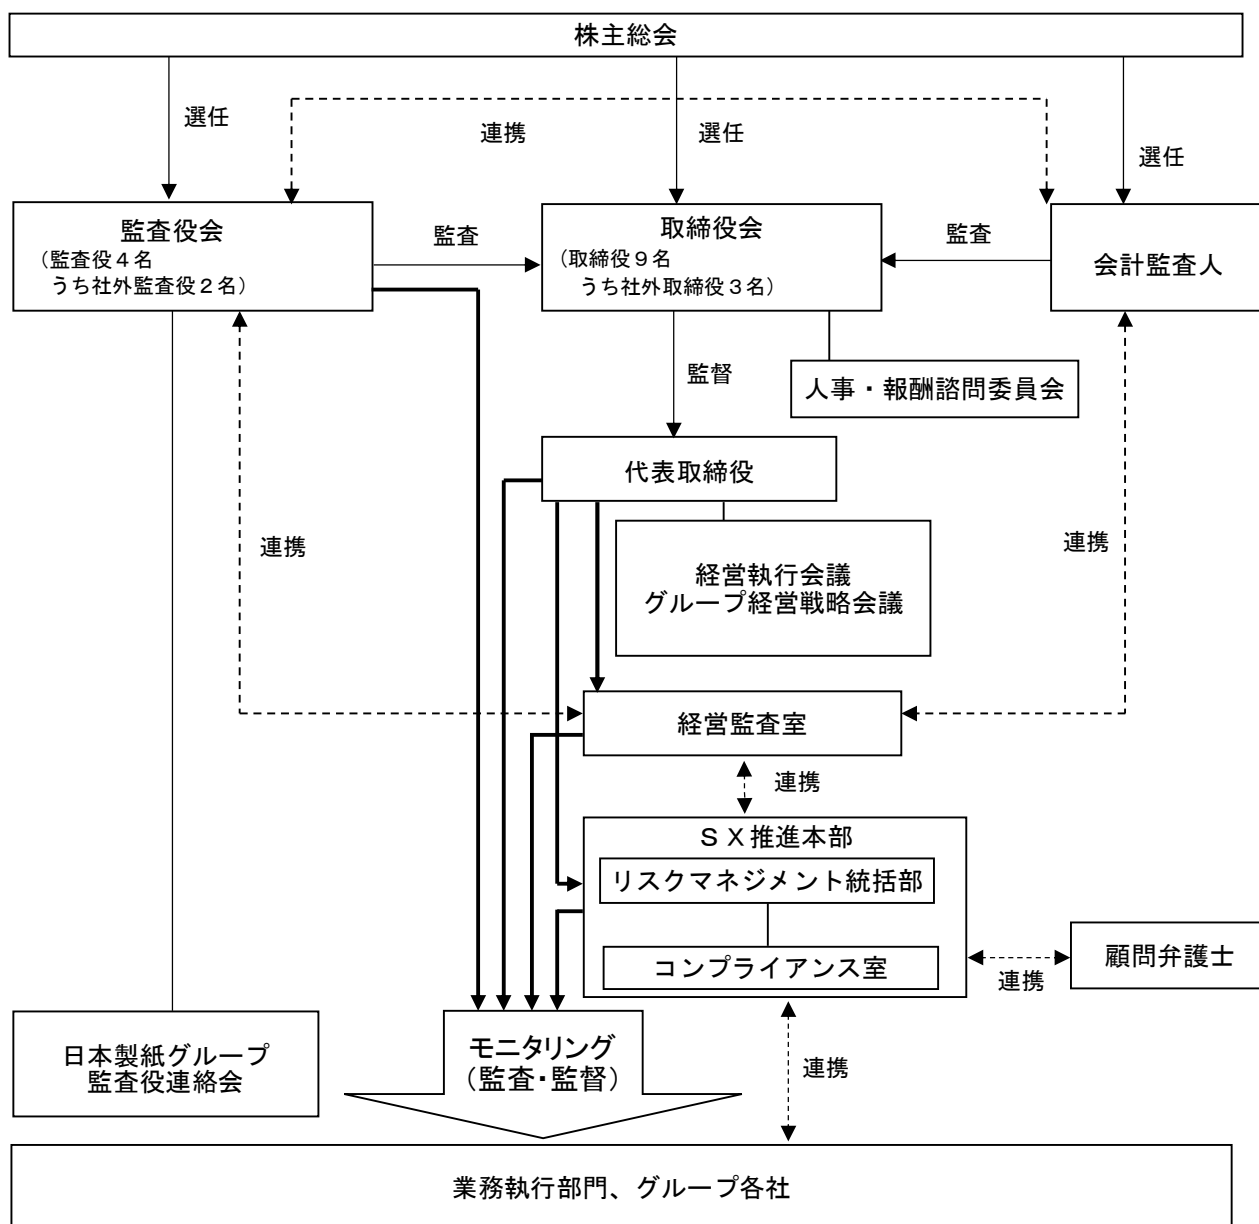 株主総会
選任
連携
選任
選任
監査役会
(監査役4名
うち社外監査役2名)
監査
取締役会
(取締役9名
うち社外取締役3名)
監査
会計監査人
監督
人事・報酬諮問委員会
代表取締役
連携
経営執行会議
グループ経営戦略会議
連携
経営監査室
連携
SX推進本部
リスクマネジメント統括部
コンプライアンス室
連携
顧問弁護士
日本製紙グループ
監査役連絡会
モニタリング
(監査・監督)
連携
業務執行部門、グループ各社